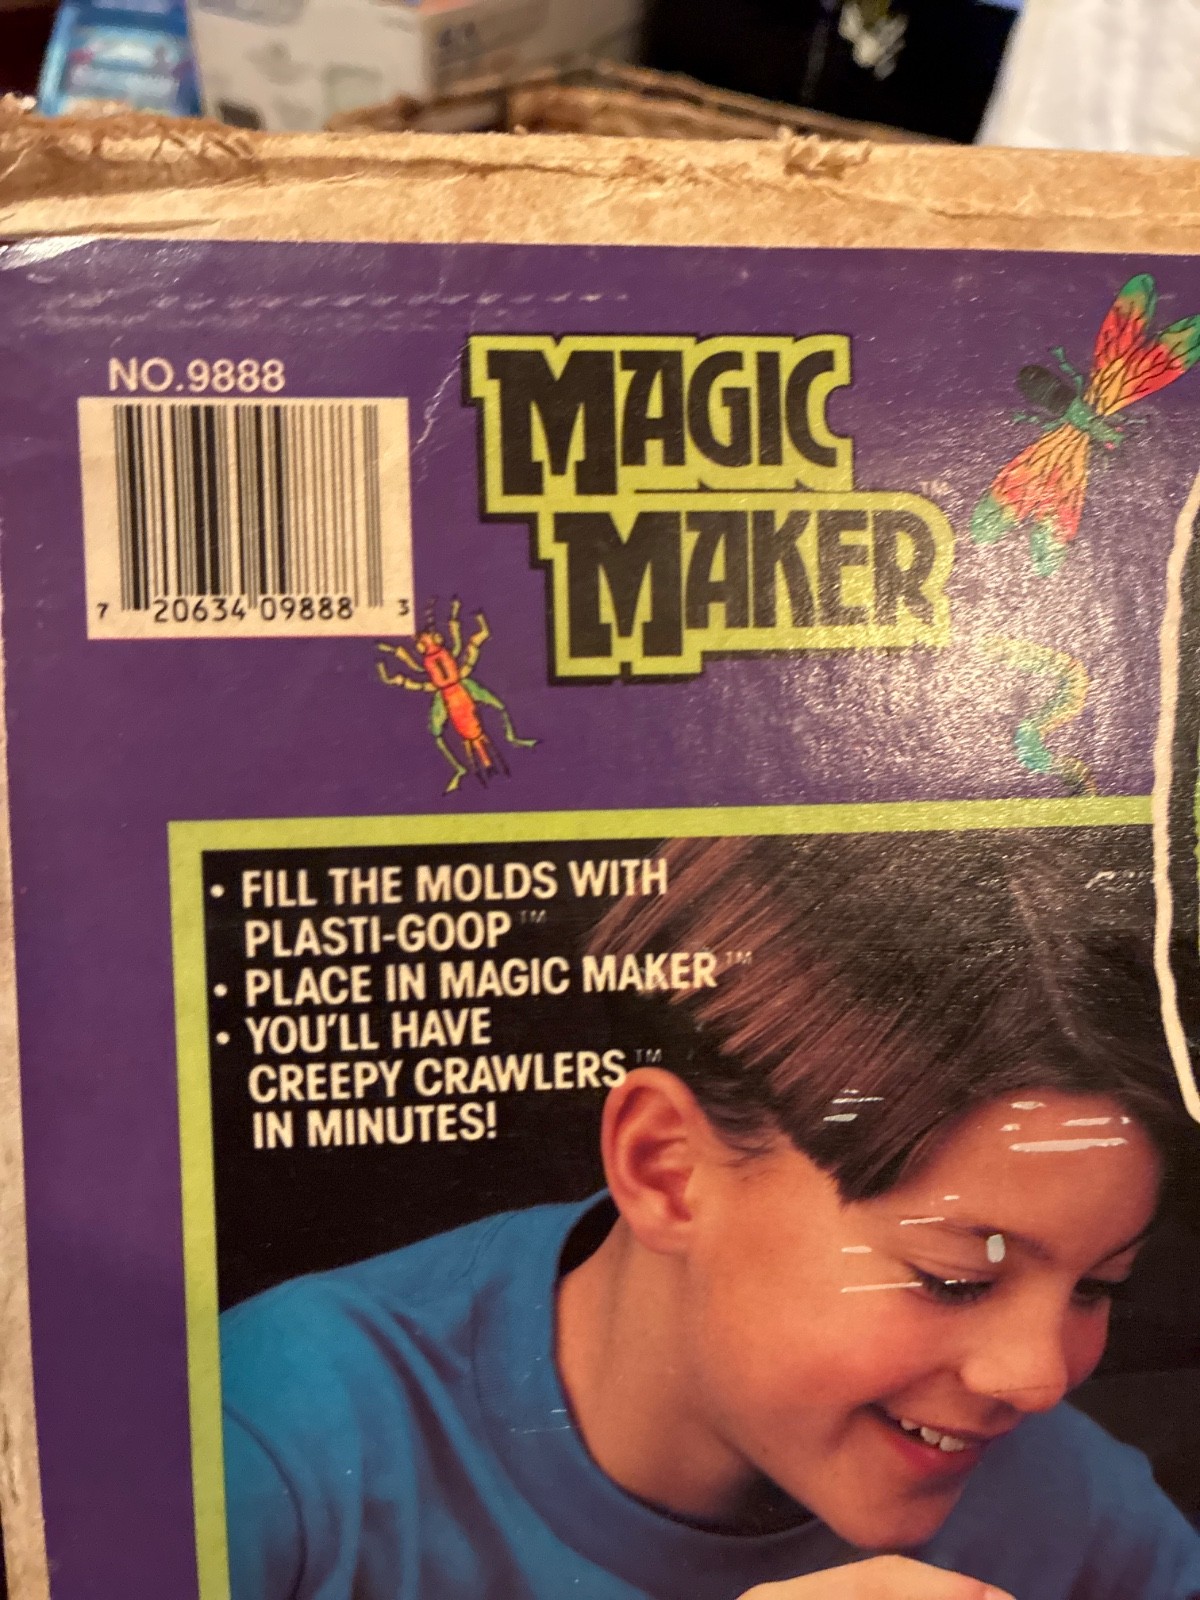 NO.9888
7 20634 09888 3
MAGIC
MAKER™
• FILL THE MOLDS WITH
PLASTI-GOOP™
• PLACE IN MAGIC MAKER™
• YOU'LL HAVE
CREEPY CRAWLERS™
IN MINUTES!